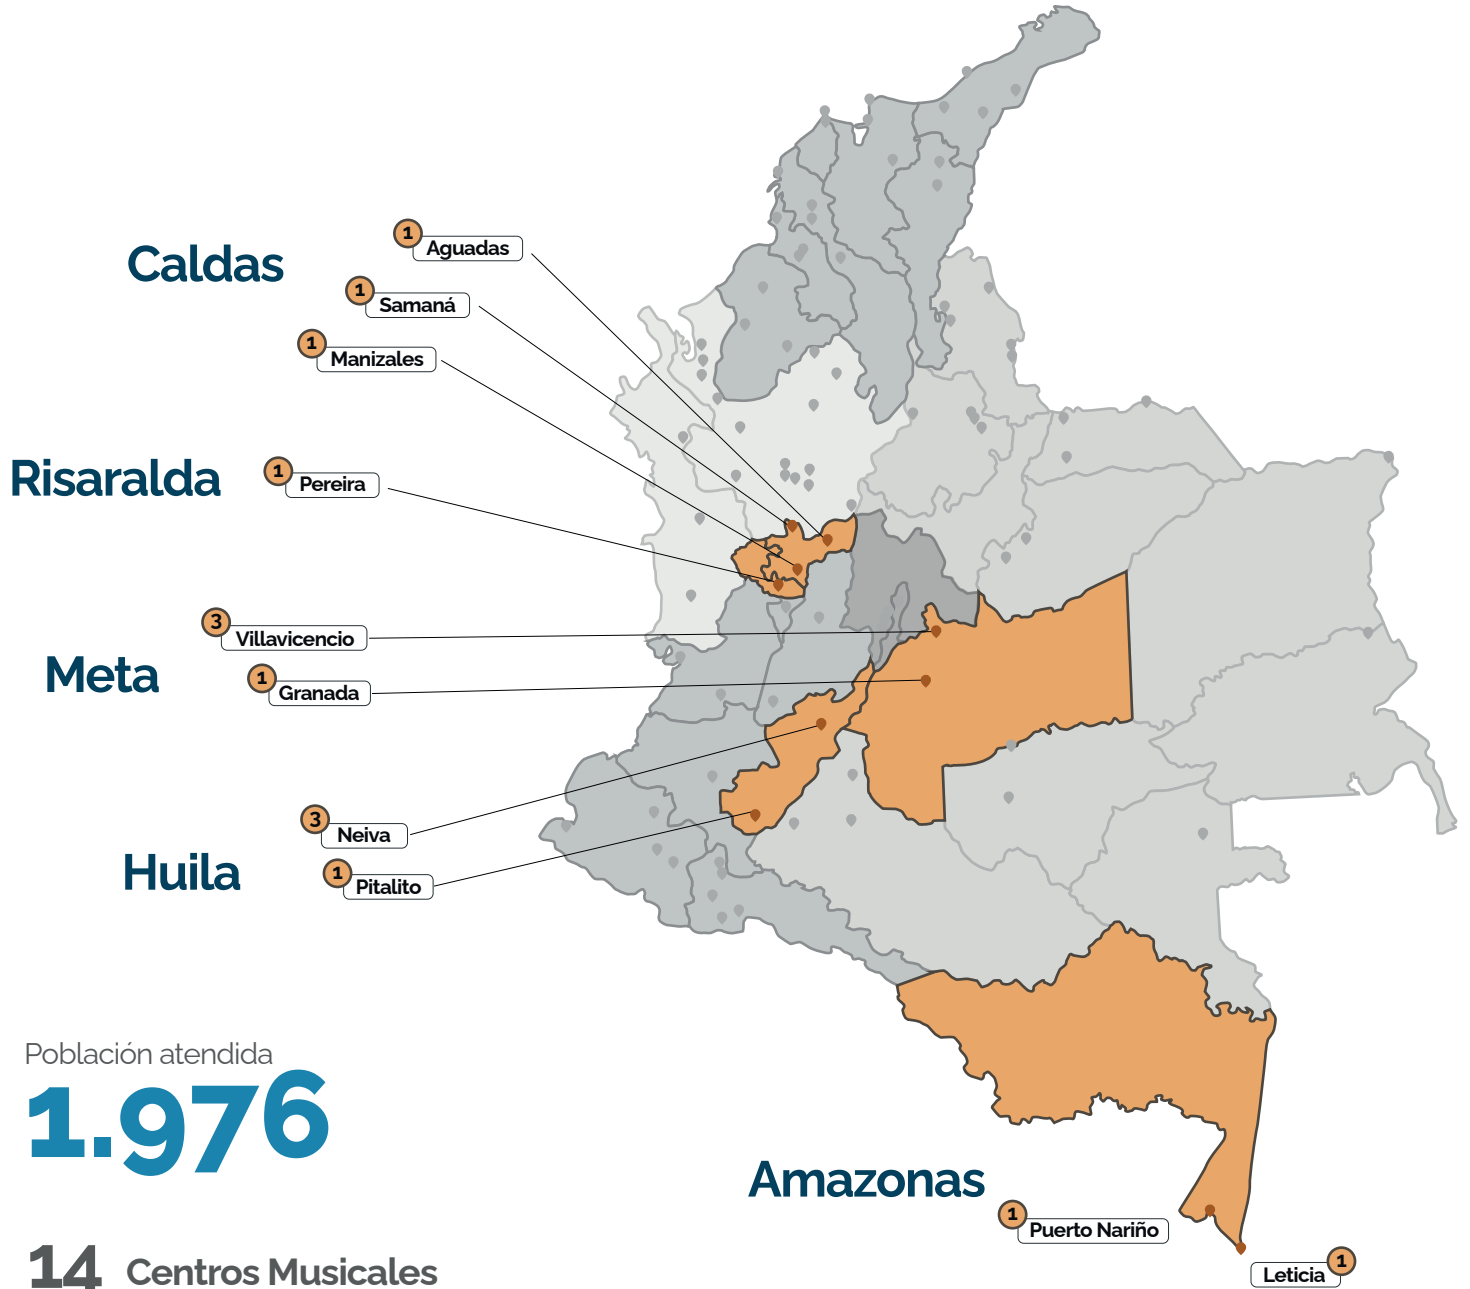 Caldas
1
Aguadas
1
Samaná
1
Manizales
Risaralda
1
Pereira
Meta
3
Villavicencio
1
Granada
Huila
3
Neiva
1
Pitalito
Población atendida
1.976
14 Centros Musicales
Amazonas
1
Puerto Nariño
1
Leticia